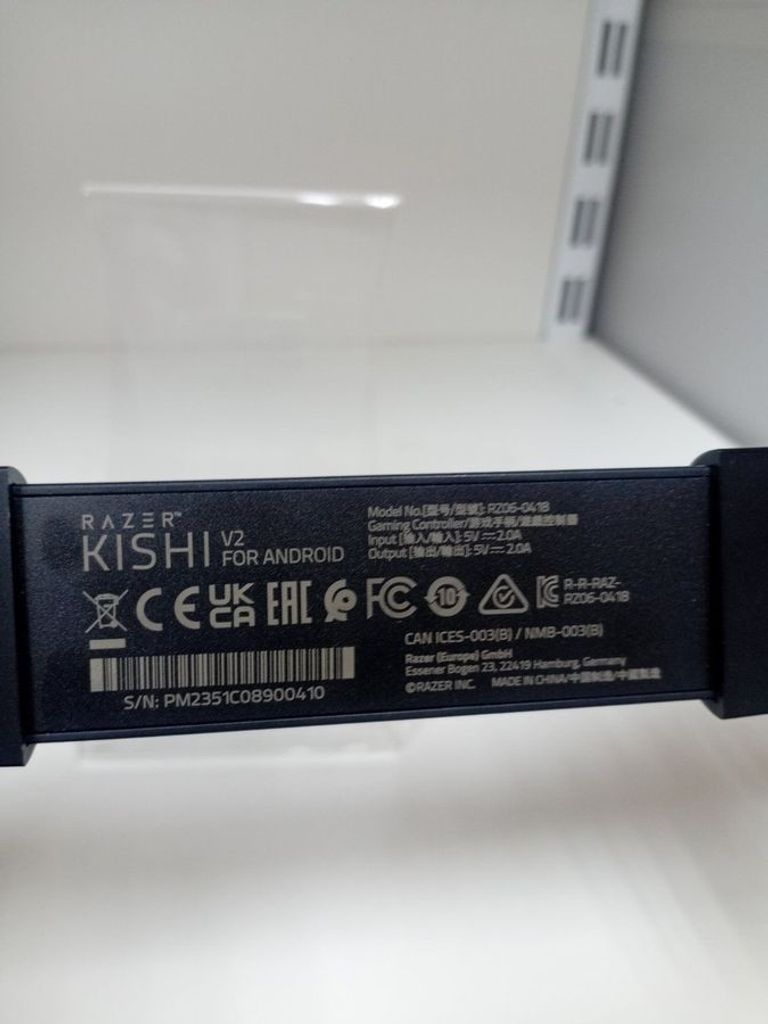 RAZER™
KISHI V2
FOR ANDROID
Model No.[型号/型號]: RZ06-0418
Gaming Controller/游戏手柄/遊戲控制器
Input [输入/輸入]: 5V⎓2.0A
Output [输出/輸出]: 5V⎓2.0A
CE UK CA EAC FC 10
R-R-RAZ-
RZ06-0418
CAN ICES-003(B) / NMB-003(B)
Razer (Europe) GmbH
Essener Bogen 23, 22419 Hamburg, Germany
©RAZER INC. MADE IN CHINA/中国制造/中國製造
S/N: PM2351C08900410